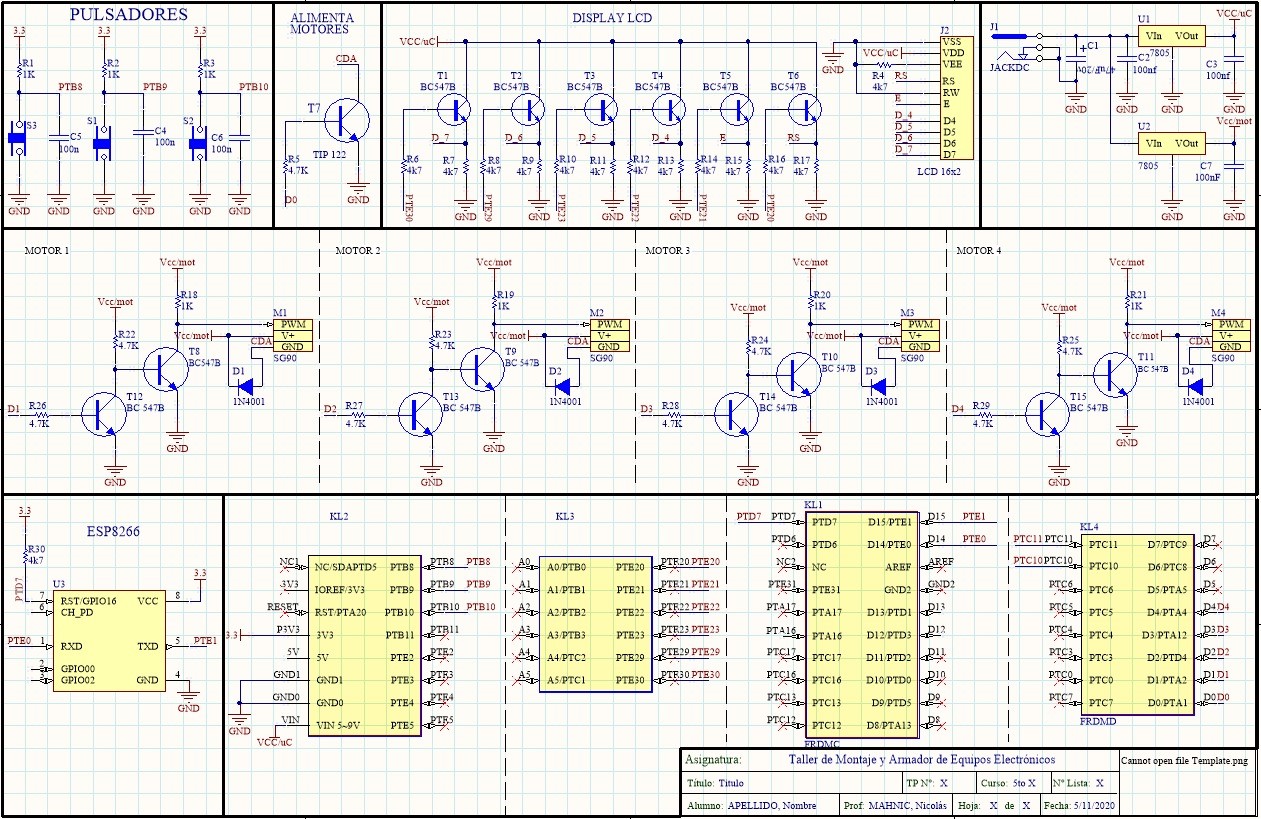 PULSADORES
3.3
R1
1K
PTB8
S3
C5
100n
GND
GND
3.3
R2
1K
PTB9
S1
C4
100n
GND
GND
3.3
R3
1K
PTB10
S2
C6
100n
GND
GND
ALIMENTA
MOTORES
CDA
T7
TIP 122
R5
4.7K
D0
GND
DISPLAY LCD
VCC/uC
T1
BC547B
D_7
R6
4k7
R7
4k7
PTE30
GND
T2
BC547B
D_6
R8
4k7
R9
4k7
PTE29
GND
T3
BC547B
D_5
R10
4k7
R11
4k7
PTE23
GND
T4
BC547B
D_4
R12
4k7
R13
4k7
PTE22
GND
T5
BC547B
E
R14
4k7
R15
4k7
PTE21
GND
T6
BC547B
RS
R16
4k7
R17
4k7
PTE20
GND
GND
VCC/uC
R4
4k7
RS
E
D_4
D_5
D_6
D_7
J2
VSS
VDD
VEE
RS
RW
E
D4
D5
D6
D7
LCD 16x2
J1
JACKDC
C1
GND
C2
100nf
GND
U1
VIn VOut
7805
GND
VCC/uC
C3
100nf
GND
U2
VIn VOut
7805
GND
Vcc/mot
C7
100nF
GND
MOTOR 1
Vcc/mot
R18
1K
Vcc/mot
R22
4.7K
Vcc/mot
M1
PWM
V+
GND
SG90
CDA
T8
BC547B
D1
1N4001
T12
BC 547B
D1
R26
4.7K
GND
GND
MOTOR 2
Vcc/mot
R19
1K
Vcc/mot
R23
4.7K
Vcc/mot
M2
PWM
V+
GND
SG90
CDA
T9
BC547B
D2
1N4001
T13
BC 547B
D2
R27
4.7K
GND
GND
MOTOR 3
Vcc/mot
R20
1K
Vcc/mot
R24
4.7K
Vcc/mot
M3
PWM
V+
GND
SG90
CDA
T10
BC547B
D3
1N4001
T14
BC 547B
D3
R28
4.7K
GND
GND
MOTOR 4
Vcc/mot
R21
1K
Vcc/mot
R25
4.7K
Vcc/mot
M4
PWM
V+
GND
SG90
CDA
T11
BC547B
D4
1N4001
T15
BC 547B
D4
R29
4.7K
GND
GND
ESP8266
3.3
R30
4k7
PTD7
U3
3.3
7 RST/GPIO16 VCC 8
6 CH_PD
PTE0 1 RXD TXD 5 PTE1
2 GPIO00
3 GPIO02 GND 4
GND
KL2
NC1 NC/SDAPTD5 PTB8 PTB8 PTB8
3V3 IOREF/3V3 PTB9 PTB9 PTB9
RESET RST/PTA20 PTB10 PTB10 PTB10
3.3 P3V3 3V3 PTB11 PTB11
5V 5V PTE2 PTE2
GND1 GND1 PTE3 PTE3
GND0 GND0 PTE4 PTE4
VIN VIN 5~9V PTE5 PTE5
GND
VCC/uC
KL3
A0 A0/PTB0 PTE20 PTE20 PTE20
A1 A1/PTB1 PTE21 PTE21 PTE21
A2 A2/PTB2 PTE22 PTE22 PTE22
A3 A3/PTB3 PTE23 PTE23 PTE23
A4 A4/PTC2 PTE29 PTE29 PTE29
A5 A5/PTC1 PTE30 PTE30 PTE30
KL1
PTD7 PTD7 PTD7 D15/PTE1 D15 PTE1
PTD6 PTD6 D14/PTE0 D14 PTE0
NC2 NC AREF AREF
PTE31 PTE31 GND2 GND2
PTA17 PTA17 D13/PTD1 D13
PTA16 PTA16 D12/PTD3 D12
PTC17 PTC17 D11/PTD2 D11
PTC16 PTC16 D10/PTD0 D10
PTC13 PTC13 D9/PTD5 D9
PTC12 PTC12 D8/PTA13 D8
FRDMC
KL4
PTC11 PTC11 PTC11 D7/PTC9 D7
PTC10 PTC10 PTC10 D6/PTC8 D6
PTC6 PTC6 D5/PTA5 D5
PTC5 PTC5 D4/PTA4 D4 D4
PTC4 PTC4 D3/PTA12 D3 D3
PTC3 PTC3 D2/PTD4 D2 D2
PTC0 PTC0 D1/PTA2 D1 D1
PTC7 PTC7 D0/PTA1 D0 D0
FRDMD
Asignatura: Taller de Montaje y Armador de Equipos Electrónicos
Cannot open file Template.png
Título: Titulo TP Nº: X Curso: 5to X Nº Lista: X
Alumno: APELLIDO, Nombre Prof: MAHNIC, Nicolás Hoja: X de X Fecha: 5/11/2020